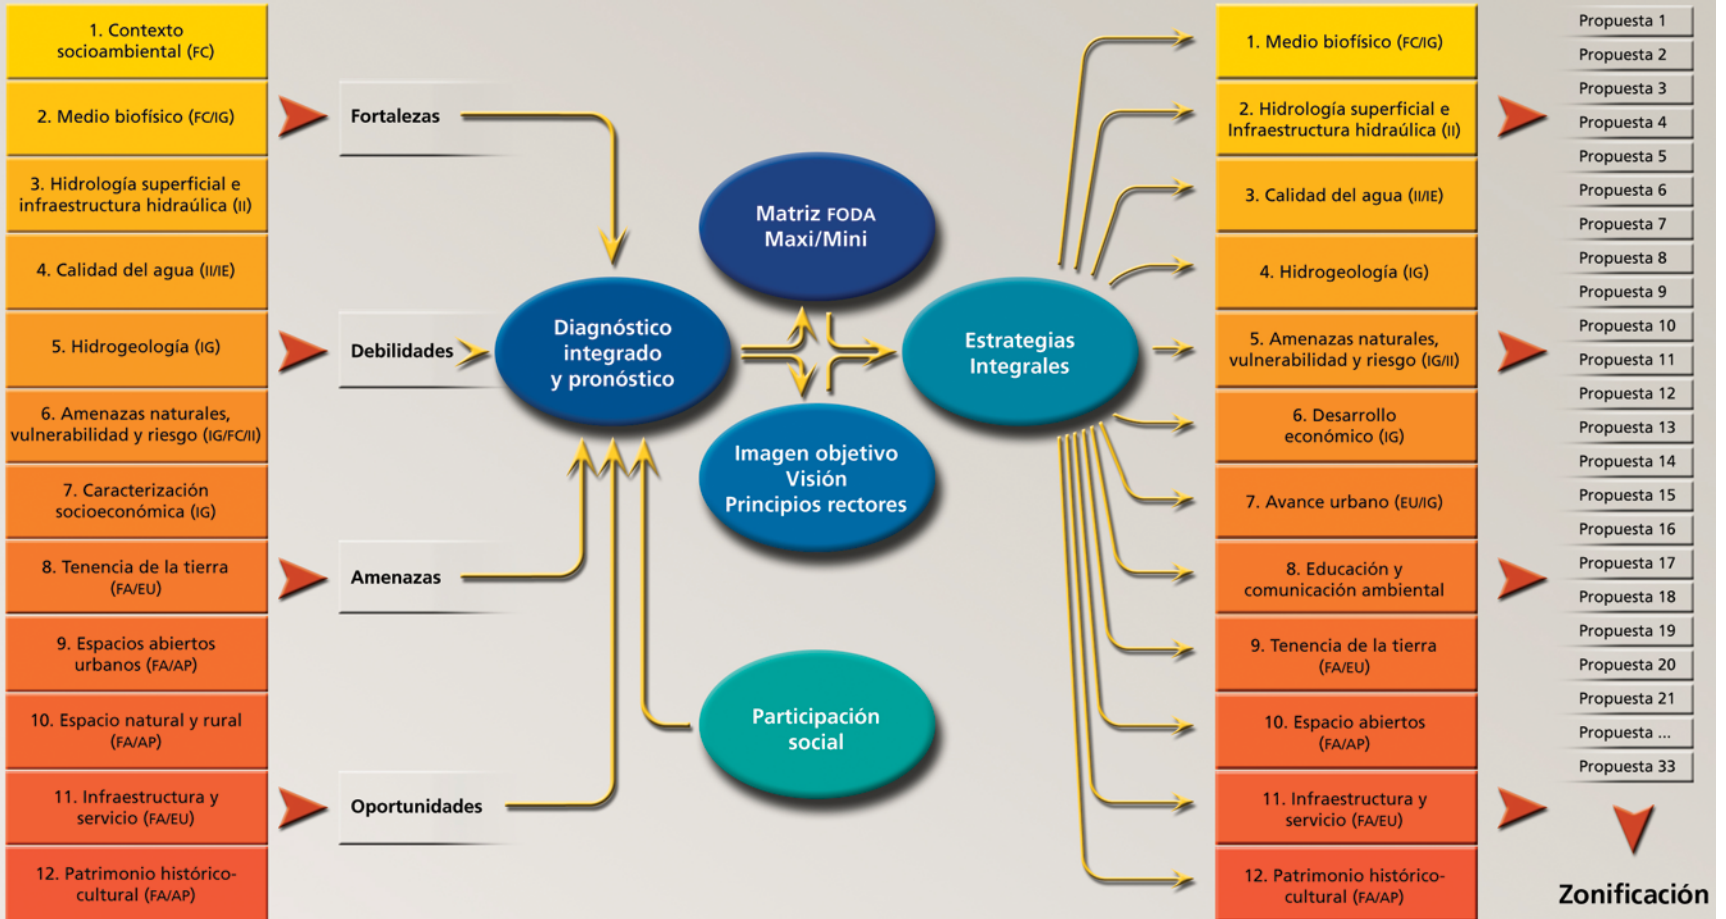 1. Contexto
socioambiental (FC)
2. Medio biofísico (FC/IG)
3. Hidrología superficial e
infraestructura hidraúlica (II)
4. Calidad del agua (II/IE)
5. Hidrogeología (IG)
6. Amenazas naturales,
vulnerabilidad y riesgo (IG/FC/II)
7. Caracterización
socioeconómica (IG)
8. Tenencia de la tierra
(FA/EU)
9. Espacios abiertos
urbanos (FA/AP)
10. Espacio natural y rural
(FA/AP)
11. Infraestructura y
servicio (FA/EU)
12. Patrimonio histórico-
cultural (FA/AP)
Fortalezas
Debilidades
Amenazas
Oportunidades
Diagnóstico
integrado
y pronóstico
Matriz FODA
Maxi/Mini
Imagen objetivo
Visión
Principios rectores
Participación
social
Estrategias
Integrales
1. Medio biofísico (FC/IG)
2. Hidrología superficial e
Infraestructura hidraúlica (II)
3. Calidad del agua (II/IE)
4. Hidrogeología (IG)
5. Amenazas naturales,
vulnerabilidad y riesgo (IG/II)
6. Desarrollo
económico (IG)
7. Avance urbano (EU/IG)
8. Educación y
comunicación ambiental
9. Tenencia de la tierra
(FA/EU)
10. Espacio abiertos
(FA/AP)
11. Infraestructura y
servicio (FA/EU)
12. Patrimonio histórico-
cultural (FA/AP)
Propuesta 1
Propuesta 2
Propuesta 3
Propuesta 4
Propuesta 5
Propuesta 6
Propuesta 7
Propuesta 8
Propuesta 9
Propuesta 10
Propuesta 11
Propuesta 12
Propuesta 13
Propuesta 14
Propuesta 15
Propuesta 16
Propuesta 17
Propuesta 18
Propuesta 19
Propuesta 20
Propuesta 21
Propuesta ...
Propuesta 33
Zonificación